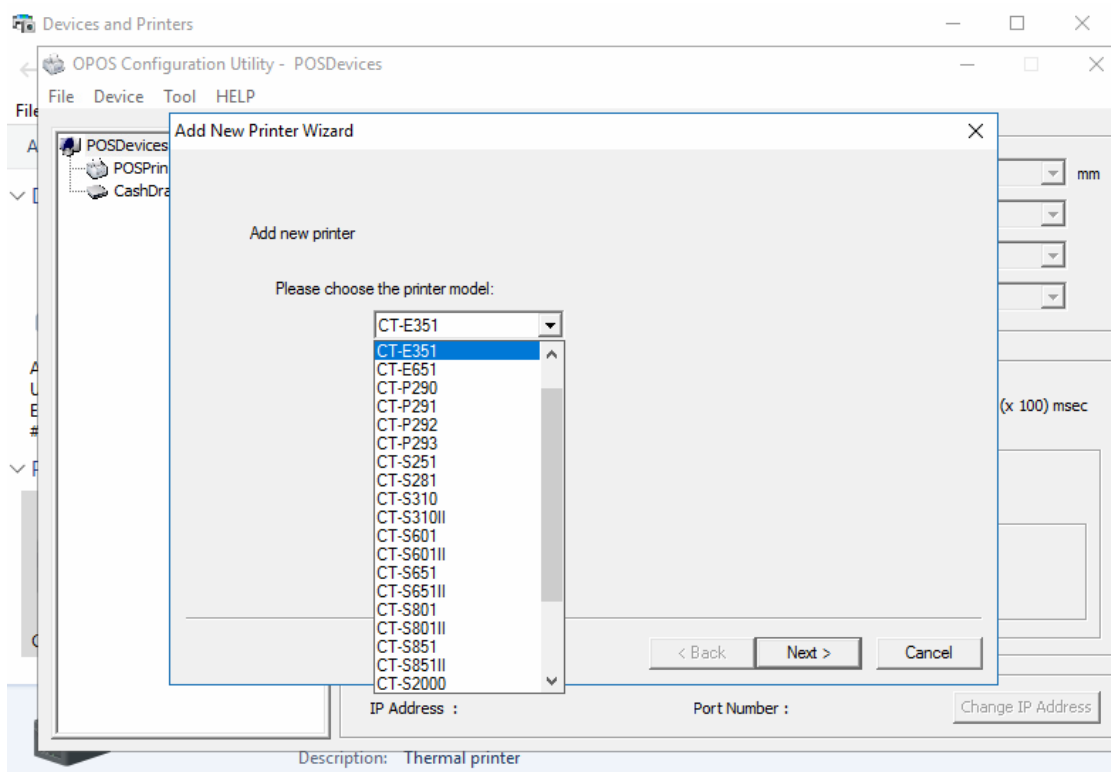 Devices and Printers
OPOS Configuration Utility - POSDevices
File Device Tool HELP
File
Add New Printer Wizard
POSDevices
POSPrin
CashDra
mm
Add new printer
Please choose the printer model:
CT-E351
CT-E351
CT-E651
CT-P290
CT-P291
CT-P292
CT-P293
CT-S251
CT-S281
CT-S310
CT-S310II
CT-S601
CT-S601II
CT-S651
CT-S651II
CT-S801
CT-S801II
CT-S851
CT-S851II
CT-S2000
(x 100) msec
< Back Next > Cancel
IP Address : Port Number : Change IP Address
Description: Thermal printer